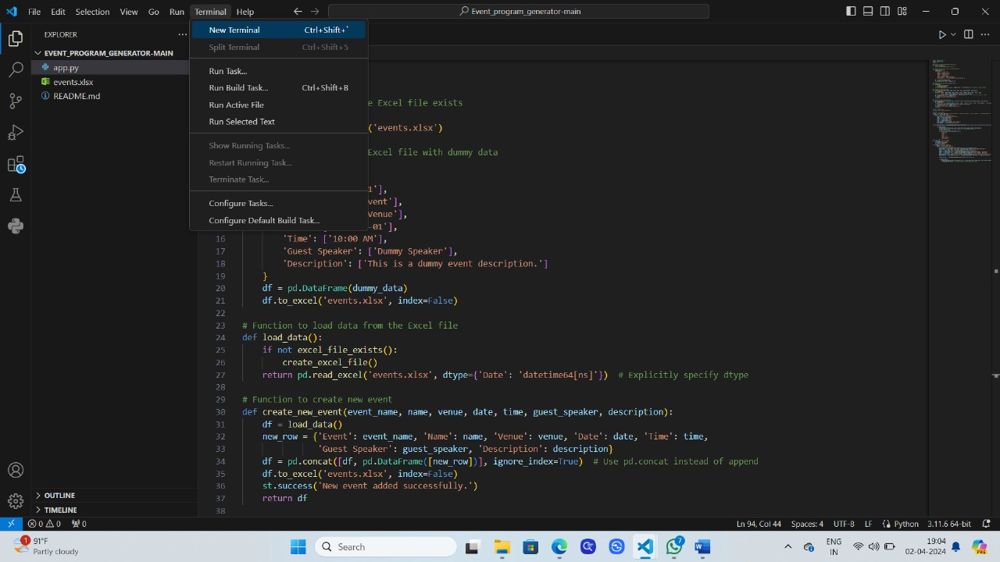 File Edit Selection View Go Run Terminal Help
Event_program_generator-main
EXPLORER
EVENT_PROGRAM_GENERATOR-MAIN
app.py
events.xlsx
README.md
New Terminal Ctrl+Shift+`
Split Terminal Ctrl+Shift+5
Run Task...
Run Build Task... Ctrl+Shift+B
Run Active File
Run Selected Text
Show Running Tasks...
Restart Running Task...
Terminate Task...
Configure Tasks...
Configure Default Build Task...
e Excel file exists
('events.xlsx')
Excel file with dummy data
1'],
vent'],
Venue'],
-01'],
16 'Time': ['10:00 AM'],
17 'Guest Speaker': ['Dummy Speaker'],
18 'Description': ['This is a dummy event description.']
19 }
20 df = pd.DataFrame(dummy_data)
21 df.to_excel('events.xlsx', index=False)
22
23 # Function to load data from the Excel file
24 def load_data():
25 if not excel_file_exists():
26 create_excel_file()
27 return pd.read_excel('events.xlsx', dtype={'Date': 'datetime64[ns]'}) # Explicitly specify dtype
28
29 # Function to create new event
30 def create_new_event(event_name, name, venue, date, time, guest_speaker, description):
31 df = load_data()
32 new_row = {'Event': event_name, 'Name': name, 'Venue': venue, 'Date': date, 'Time': time,
33 'Guest Speaker': guest_speaker, 'Description': description}
34 df = pd.concat([df, pd.DataFrame([new_row])], ignore_index=True) # Use pd.concat instead of append
35 df.to_excel('events.xlsx', index=False)
36 st.success('New event added successfully.')
37 return df
38
OUTLINE
TIMELINE
0 0 0 Ln 94, Col 44 Spaces: 4 UTF-8 LF Python 3.11.6 64-bit
1 91°F
Partly cloudy
Search
7
ENG
IN
19:04
02-04-2024
PRE